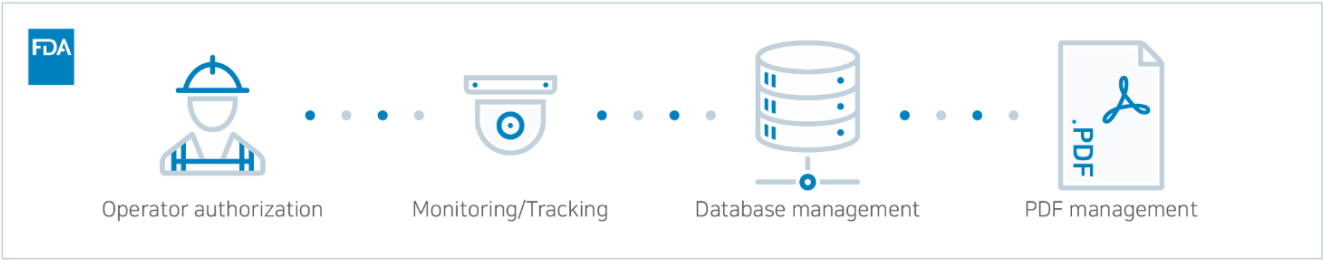 FDA
Operator authorization
Monitoring/Tracking
Database management
.PDF
PDF management